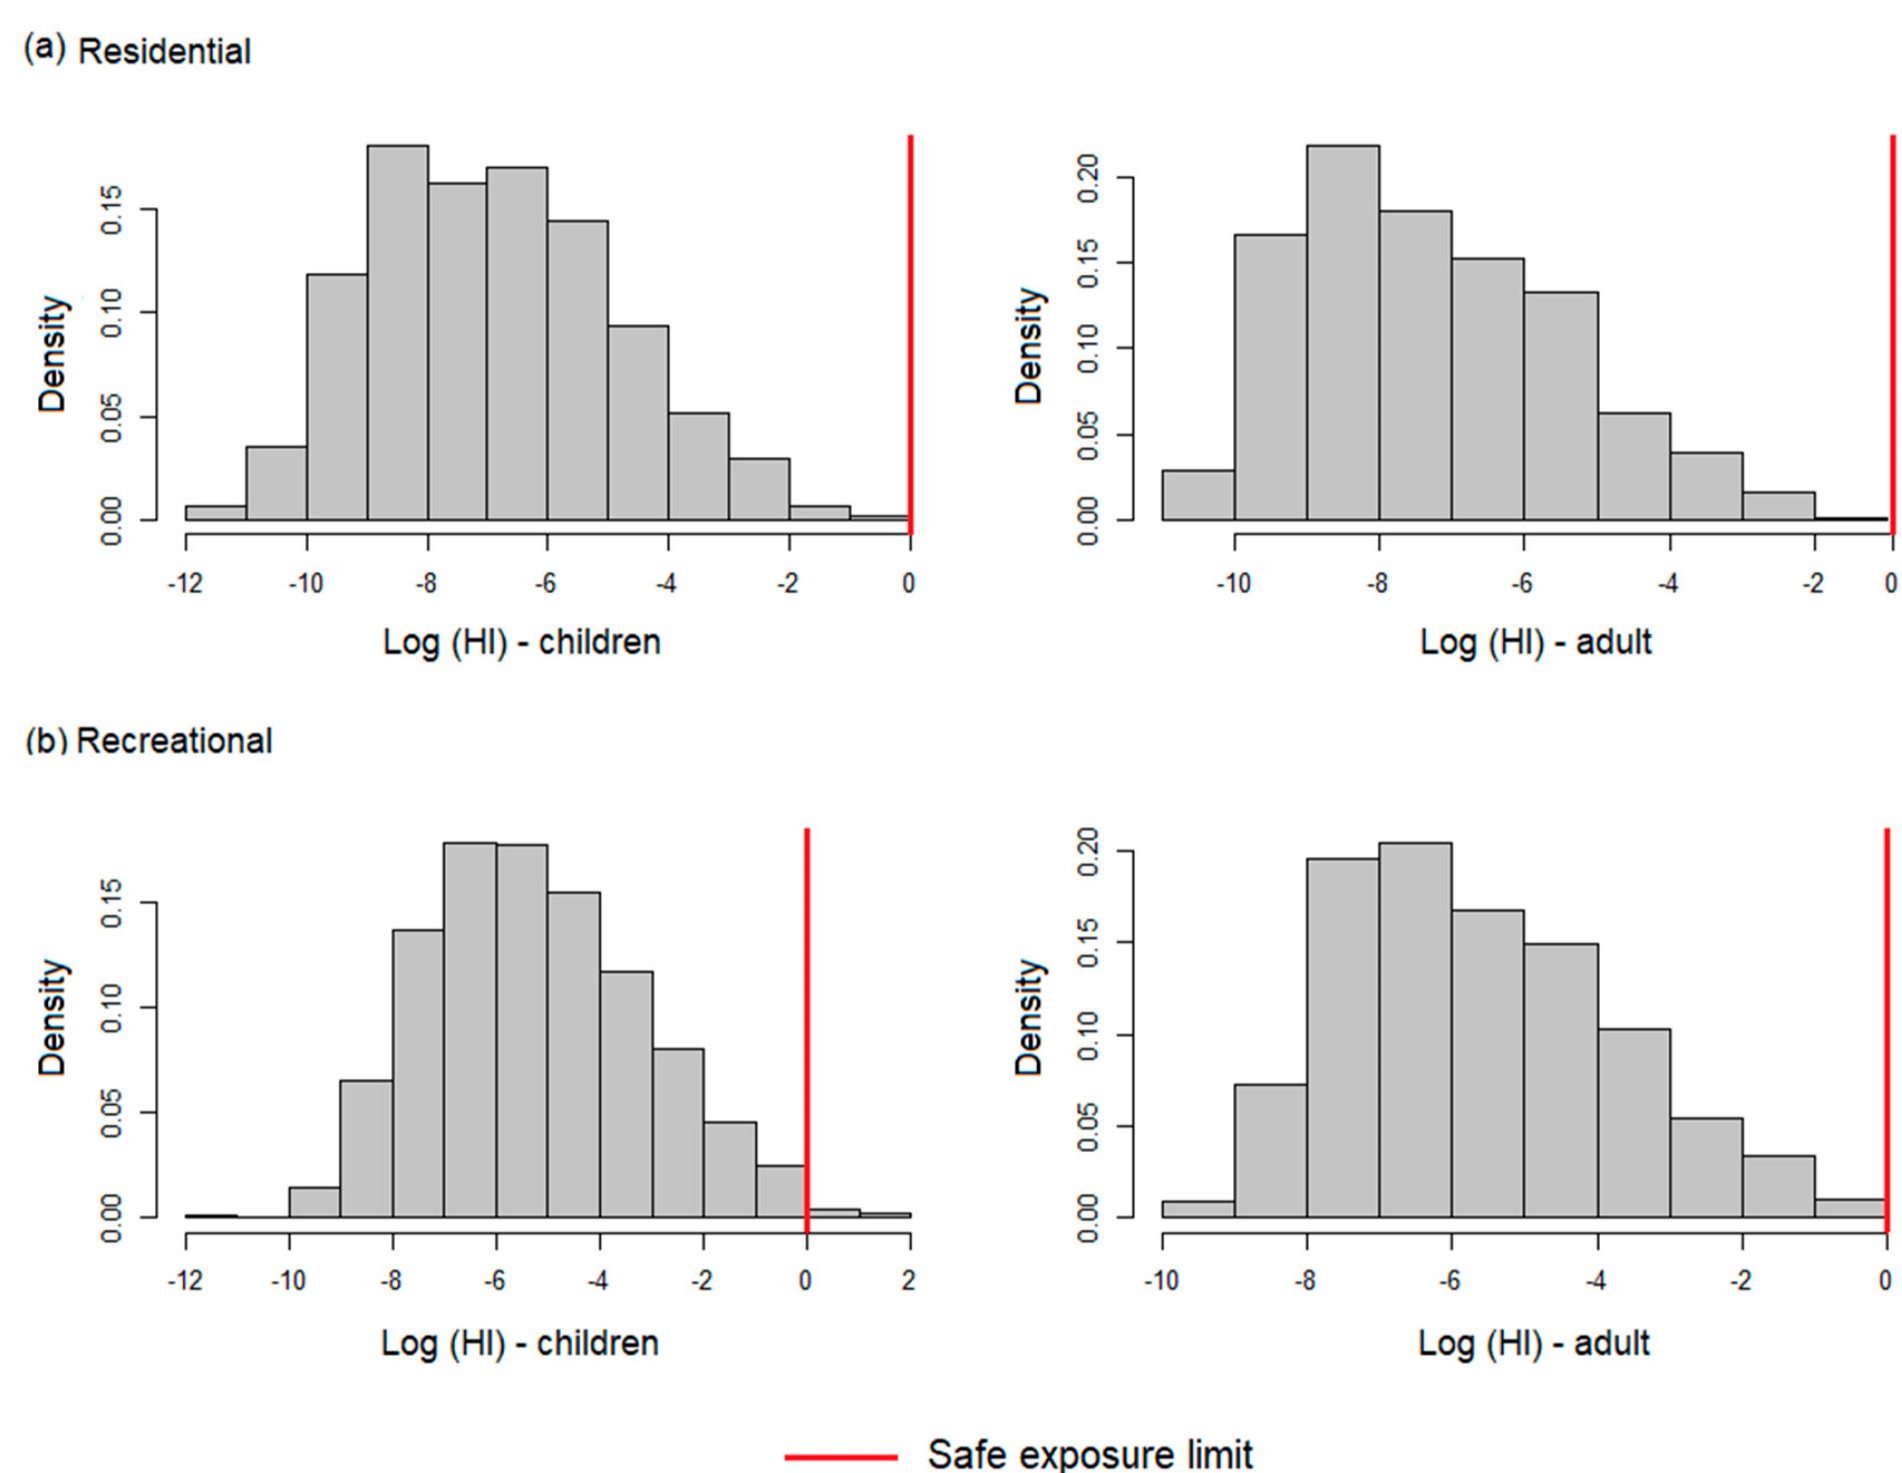 (a) Residential
Density
0.00 0.05 0.10 0.15
-12 -10 -8 -6 -4 -2 0
Log (HI) - children
Density
0.00 0.05 0.10 0.15 0.20
-10 -8 -6 -4 -2 0
Log (HI) - adult
(b) Recreational
Density
0.00 0.05 0.10 0.15
-12 -10 -8 -6 -4 -2 0 2
Log (HI) - children
Density
0.00 0.05 0.10 0.15 0.20
-10 -8 -6 -4 -2 0
Log (HI) - adult
Safe exposure limit